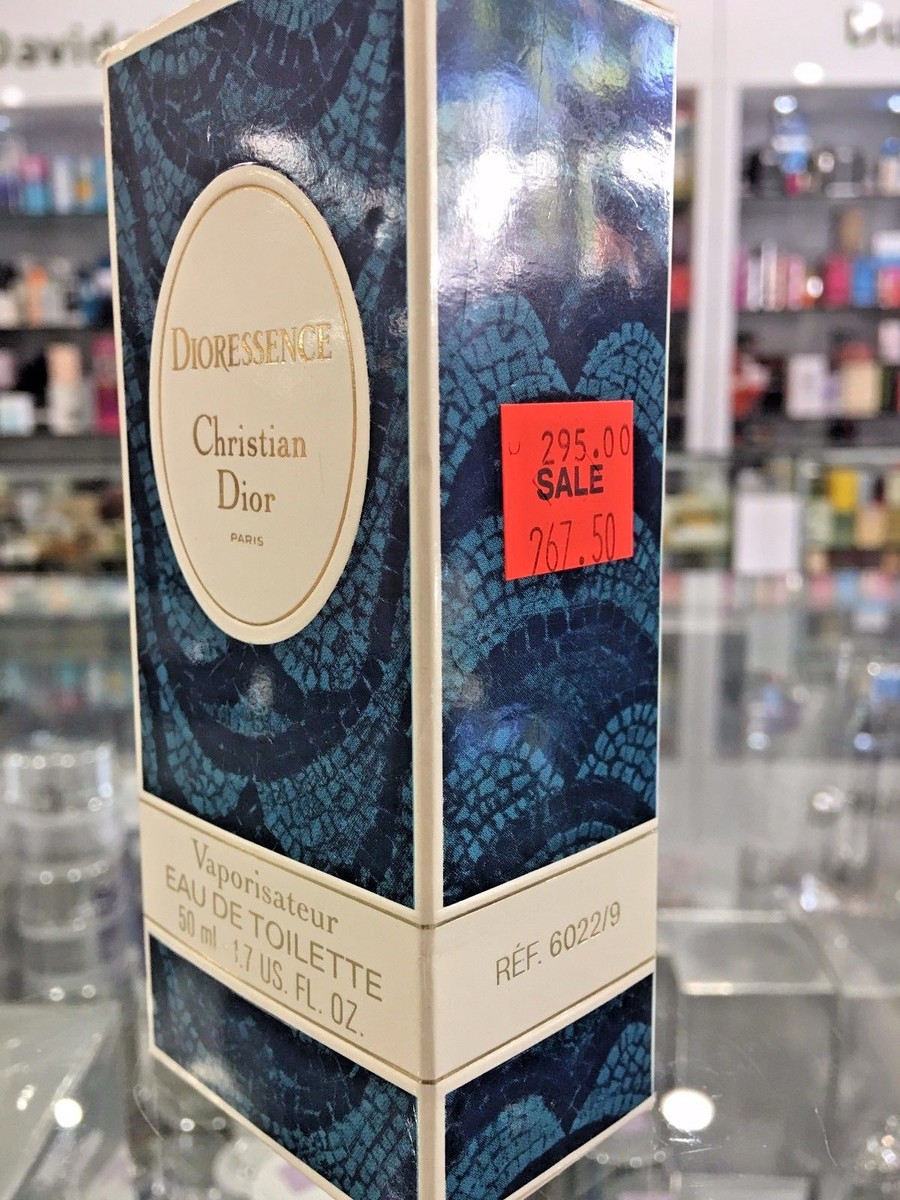 David
DIORESSENCE
Christian
Dior
PARIS
295.00
SALE
267.50
Vaporisateur
EAU DE TOILETTE
50 ml 1.7 US. FL. OZ.
RÉF. 6022/9